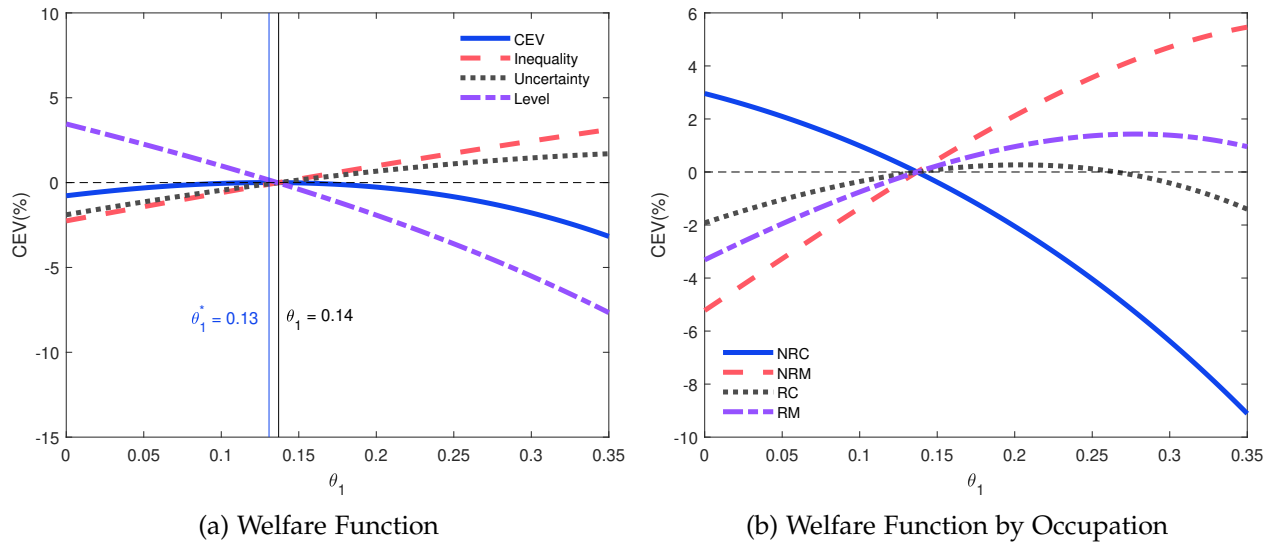 10
5
0
-5
-10
-15
CEV(%)
CEV
Inequality
Uncertainty
Level
θ*1 = 0.13
θ1 = 0.14
0 0.05 0.1 0.15 0.2 0.25 0.3 0.35
θ1
(a) Welfare Function
6
4
2
0
-2
-4
-6
-8
-10
CEV(%)
NRC
NRM
RC
RM
0 0.05 0.1 0.15 0.2 0.25 0.3 0.35
θ1
(b) Welfare Function by Occupation